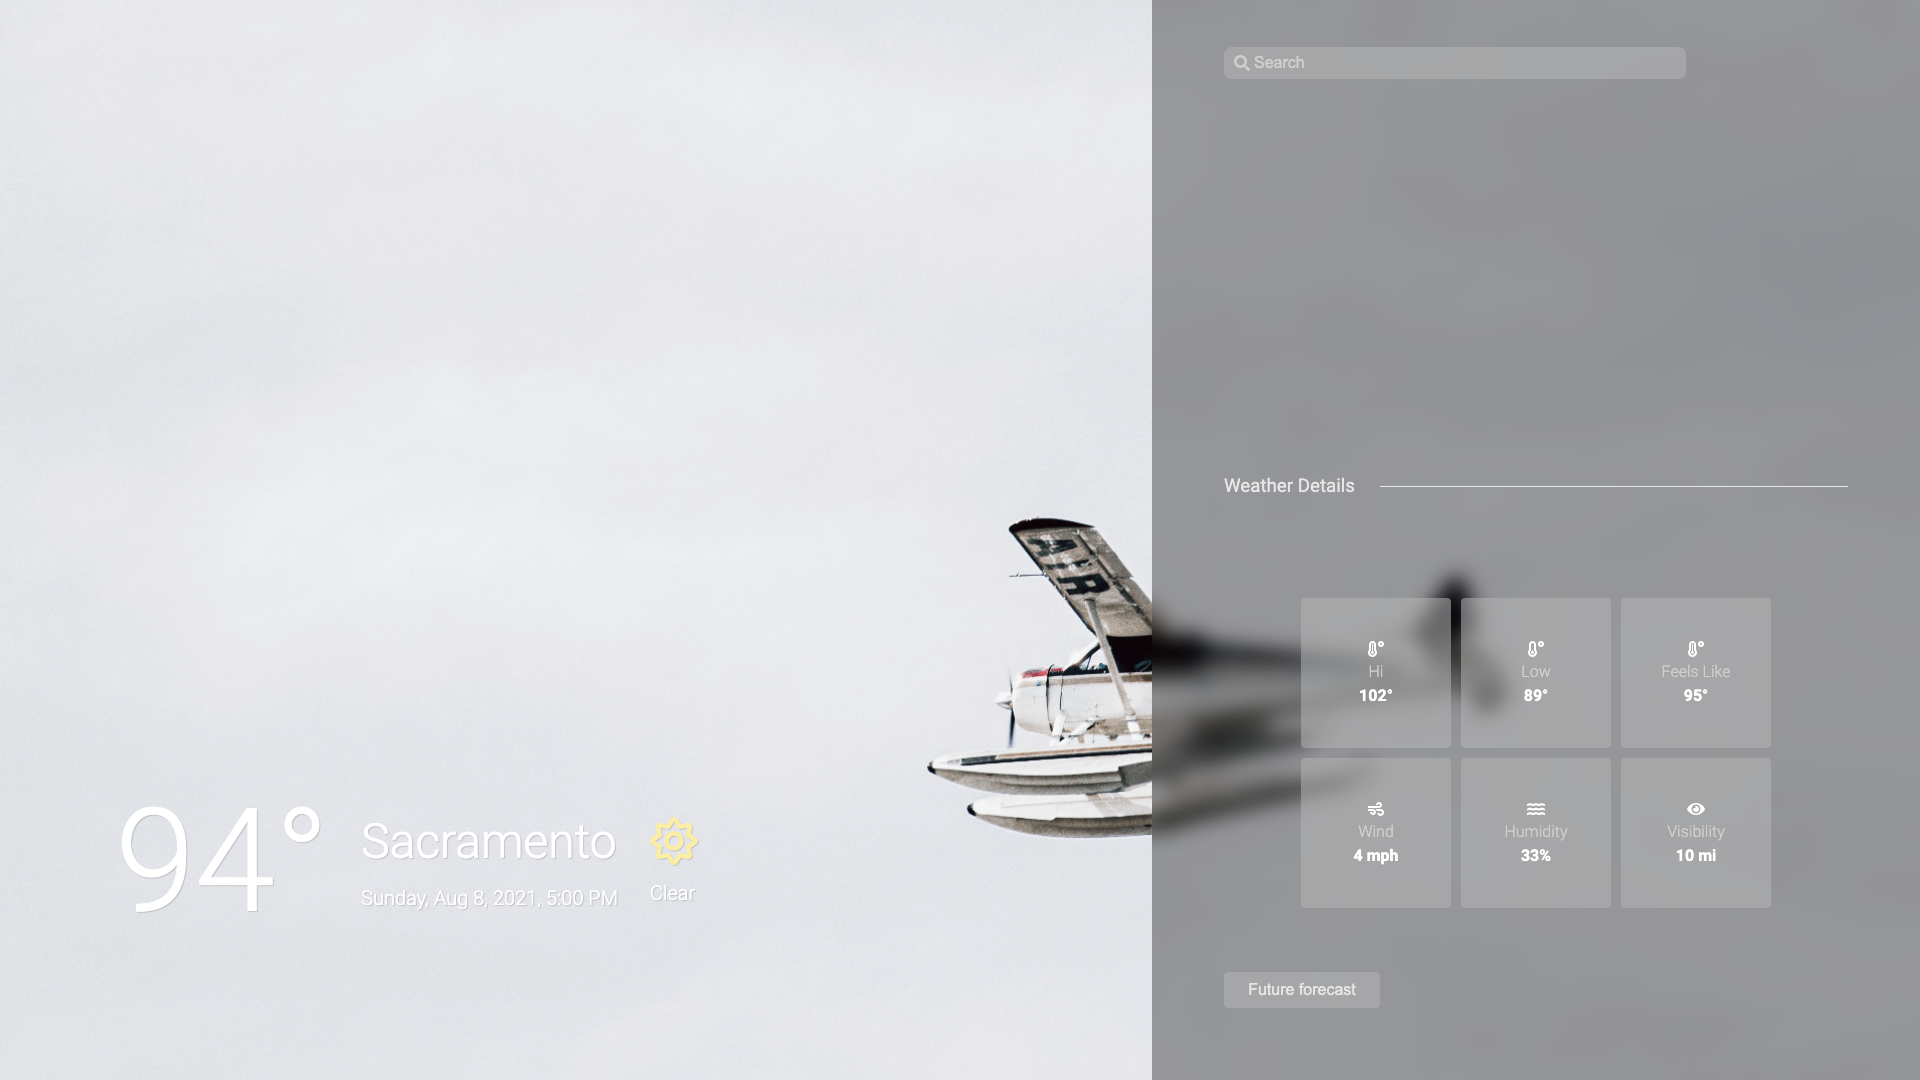 Search
Weather Details
AIR
Hi
102°
Low
89°
Feels Like
95°
Wind
4 mph
Humidity
33%
Visibility
10 mi
94°
Sacramento
Sunday, Aug 8, 2021, 5:00 PM
Clear
Future forecast